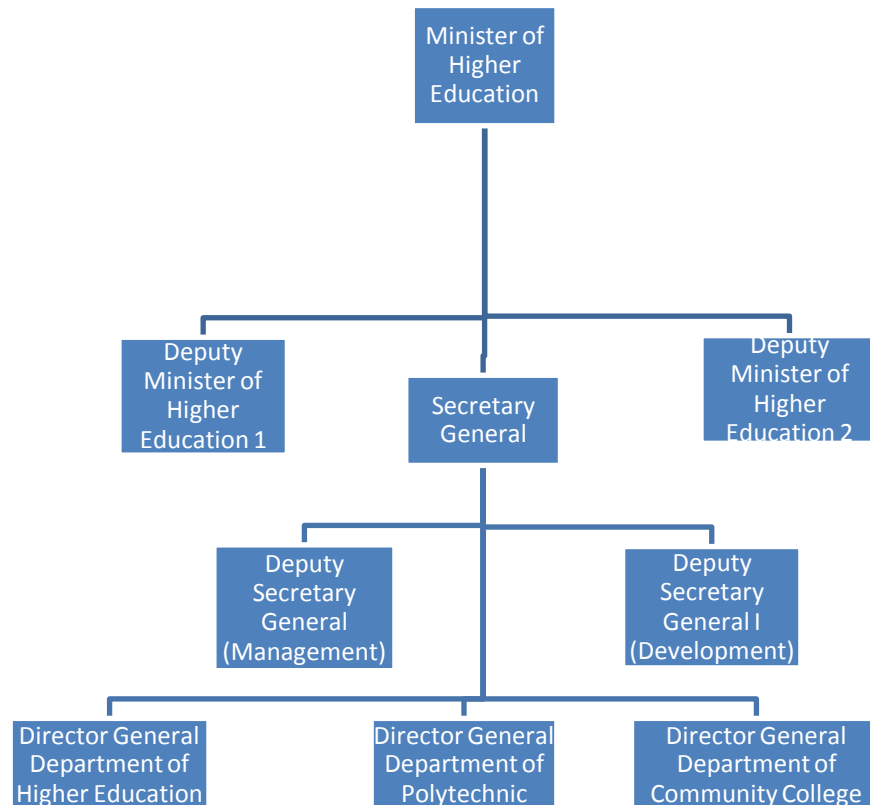 Minister of
Higher
Education
Deputy
Minister of
Higher
Education 1
Secretary
General
Deputy
Minister of
Higher
Education 2
Deputy
Secretary
General
(Management)
Deputy
Secretary
General I
(Development)
Director General
Department of
Higher Education
Director General
Department of
Polytechnic
Director General
Department of
Community College